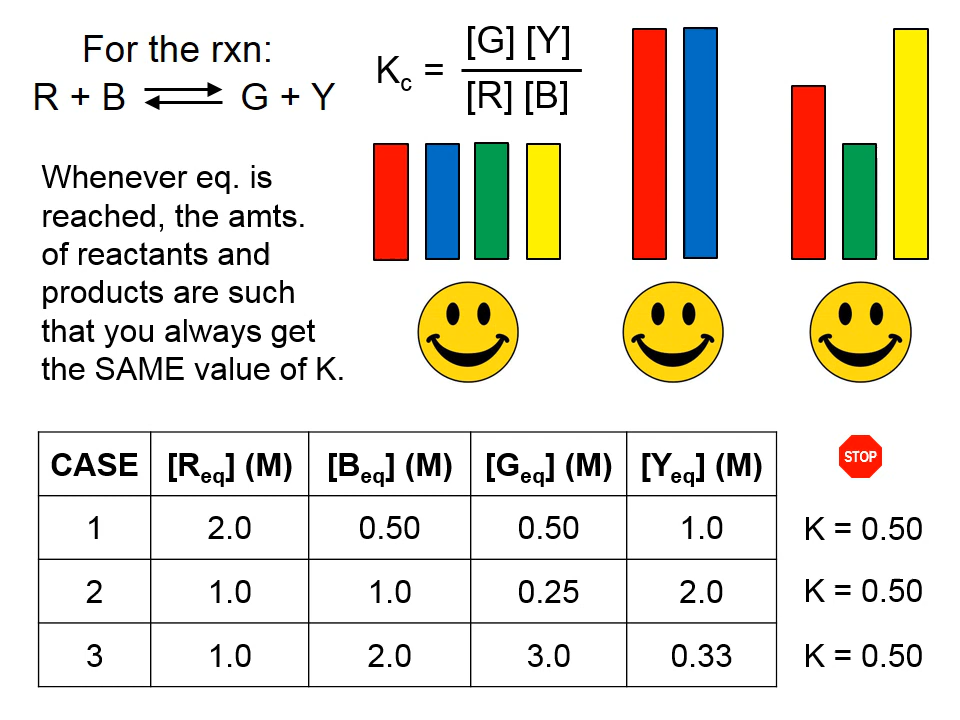 For the rxn:
R + B ⇌ G + Y
Kc = [G] [Y]
[R] [B]
Whenever eq. is
reached, the amts.
of reactants and
products are such
that you always get
the SAME value of K.
CASE [Req] (M) [Beq] (M) [Geq] (M) [Yeq] (M) STOP
1 2.0 0.50 0.50 1.0 K = 0.50
2 1.0 1.0 0.25 2.0 K = 0.50
3 1.0 2.0 3.0 0.33 K = 0.50